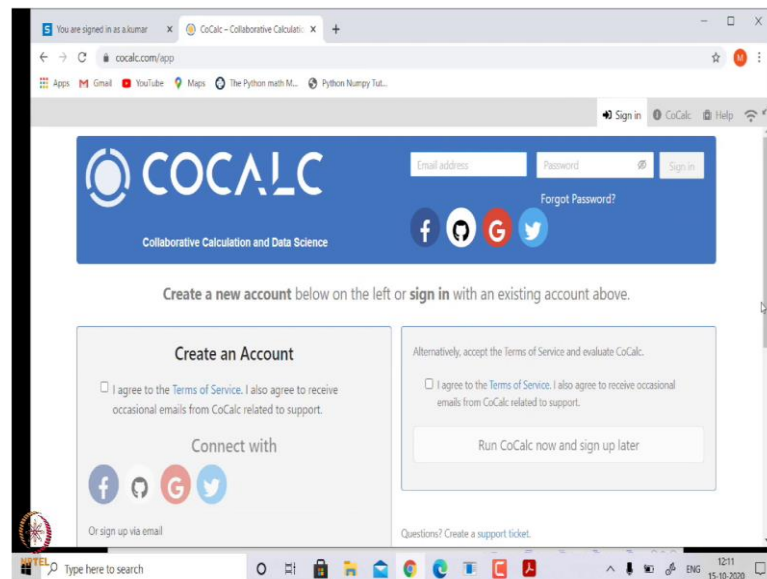 You are signed in as a.kumar
CoCalc – Collaborative Calculatic
cocalc.com/app
M
Apps
Gmail
YouTube
Maps
The Python math M...
Python Numpy Tut...
Sign in
CoCalc
Help
COCALC
Collaborative Calculation and Data Science
Email address
Password
Sign in
Forgot Password?
Create a new account below on the left or sign in with an existing account above.
Create an Account
I agree to the Terms of Service. I also agree to receive
occasional emails from CoCalc related to support.
Connect with
Or sign up via email
Alternatively, accept the Terms of Service and evaluate CoCalc.
I agree to the Terms of Service. I also agree to receive occasional
emails from CoCalc related to support.
Run CoCalc now and sign up later
Questions? Create a support ticket.
NPTEL
Type here to search
ENG
12:11
15-10-2020